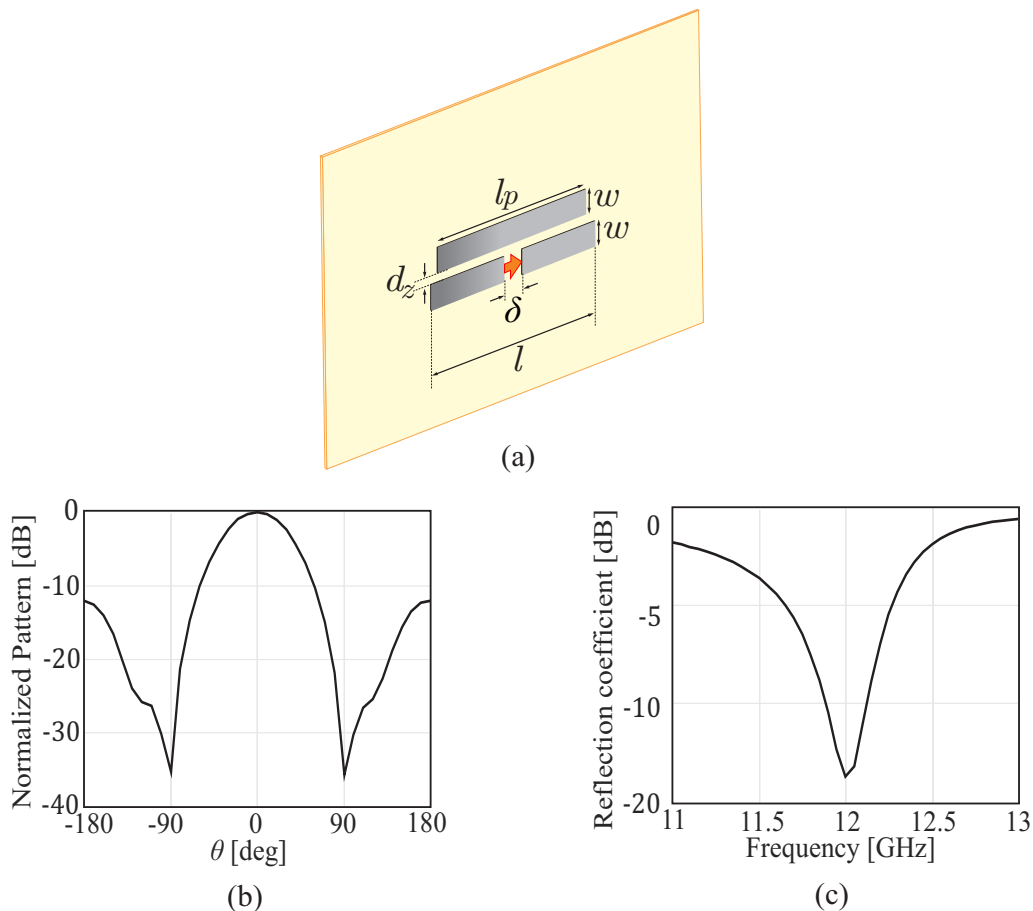 lp
w
w
dz
δ
l
(a)
Normalized Pattern [dB]
0
-10
-20
-30
-40
-180
-90
0
90
180
θ [deg]
(b)
Reflection coefficient [dB]
0
-5
-10
-20
11
11.5
12
12.5
13
Frequency [GHz]
(c)